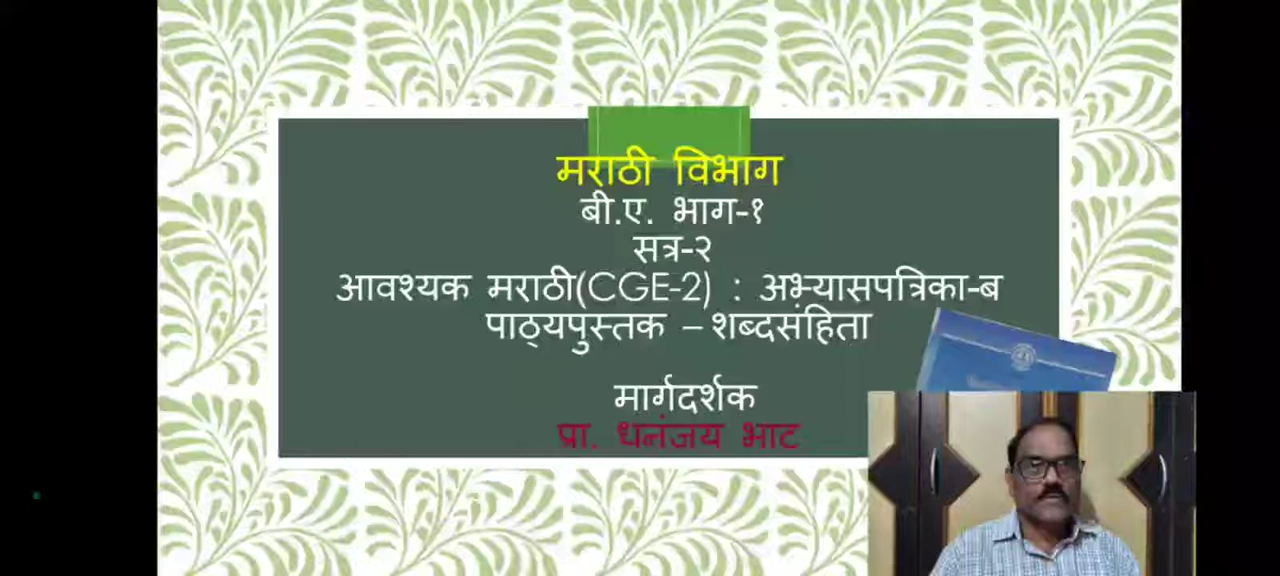 मराठी विभाग
बी.ए. भाग-१
सत्र-२
आवश्यक मराठी(CGE-2) : अभ्यासपत्रिका-ब
पाठ्यपुस्तक – शब्दसंहिता
मार्गदर्शक
प्रा. धनंजय भाट